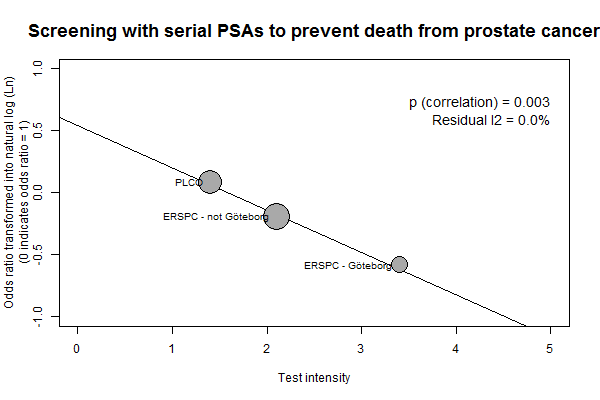 Screening with serial PSAs to prevent death from prostate cancer
Odds ratio transformed into natural log (Ln)
(0 indicates odds ratio = 1)
1.0
0.5
0.0
-0.5
-1.0
p (correlation) = 0.003
Residual I2 = 0.0%
PLCO
ERSPC - not Göteborg
ERSPC - Göteborg
0 1 2 3 4 5
Test intensity